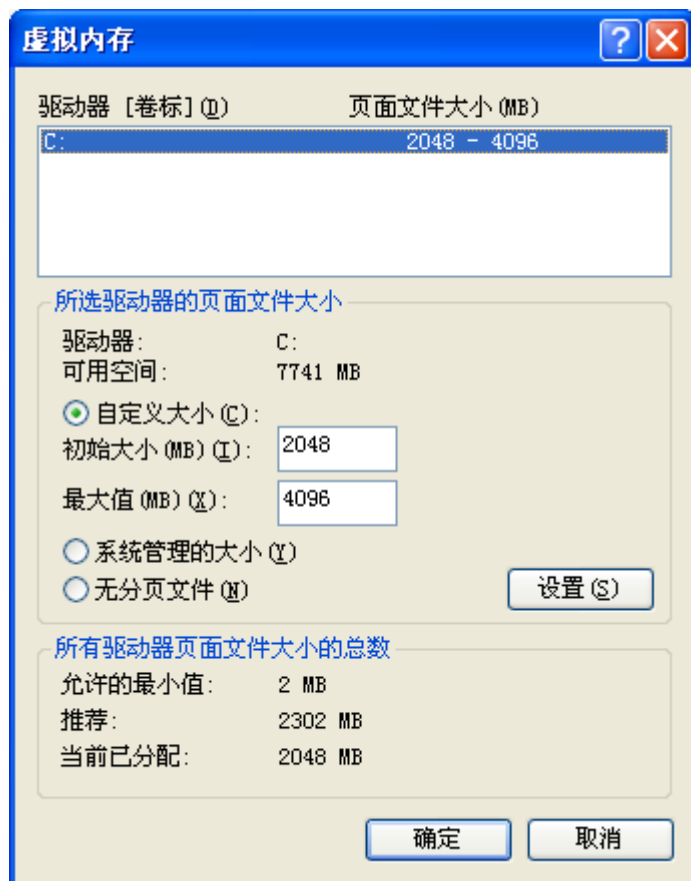 虚拟内存
驱动器 [卷标](D) 页面文件大小(MB)
C: 2048 - 4096
所选驱动器的页面文件大小
驱动器: C:
可用空间: 7741 MB
自定义大小(C):
初始大小(MB)(I): 2048
最大值(MB)(X): 4096
系统管理的大小(Y)
无分页文件(N) 设置(S)
所有驱动器页面文件大小的总数
允许的最小值: 2 MB
推荐: 2302 MB
当前已分配: 2048 MB
确定 取消